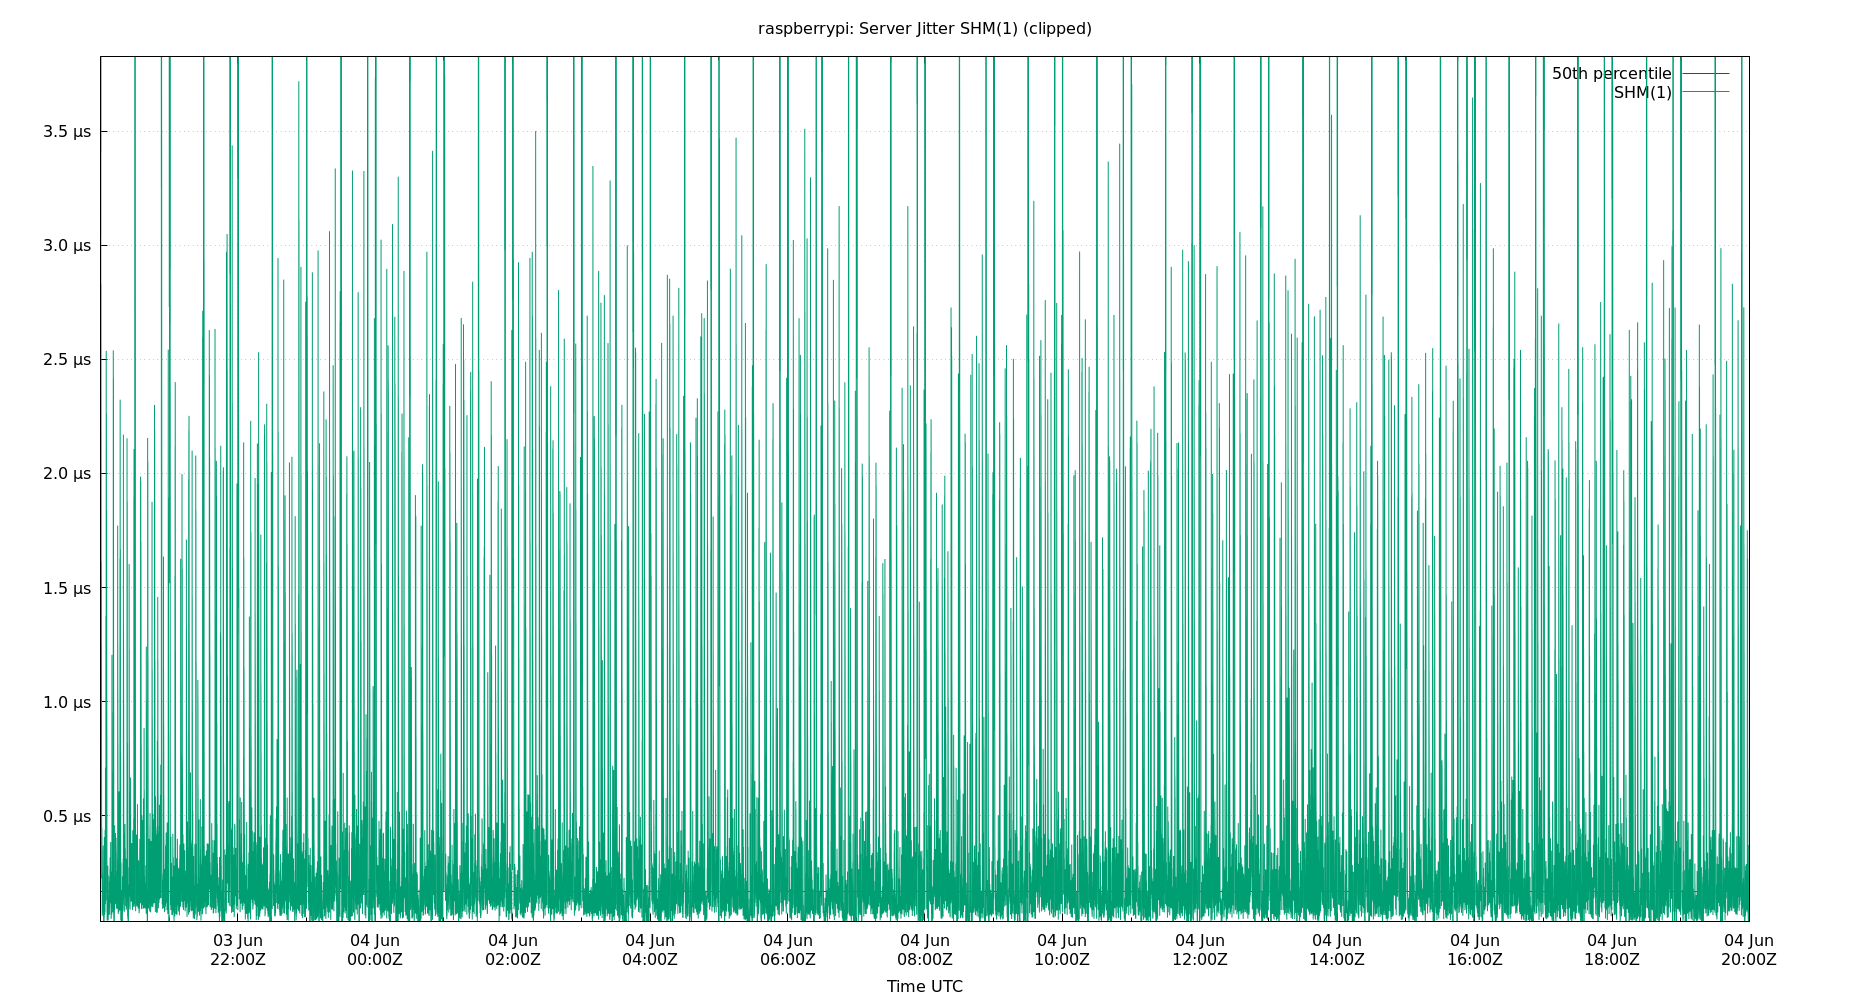 raspberrypi: Server Jitter SHM(1) (clipped)
50th percentile
SHM(1)
3.5 µs
3.0 µs
2.5 µs
2.0 µs
1.5 µs
1.0 µs
0.5 µs
03 Jun 04 Jun 04 Jun 04 Jun 04 Jun 04 Jun 04 Jun 04 Jun 04 Jun 04 Jun 04 Jun 04 Jun
22:00Z 00:00Z 02:00Z 04:00Z 06:00Z 08:00Z 10:00Z 12:00Z 14:00Z 16:00Z 18:00Z 20:00Z
Time UTC